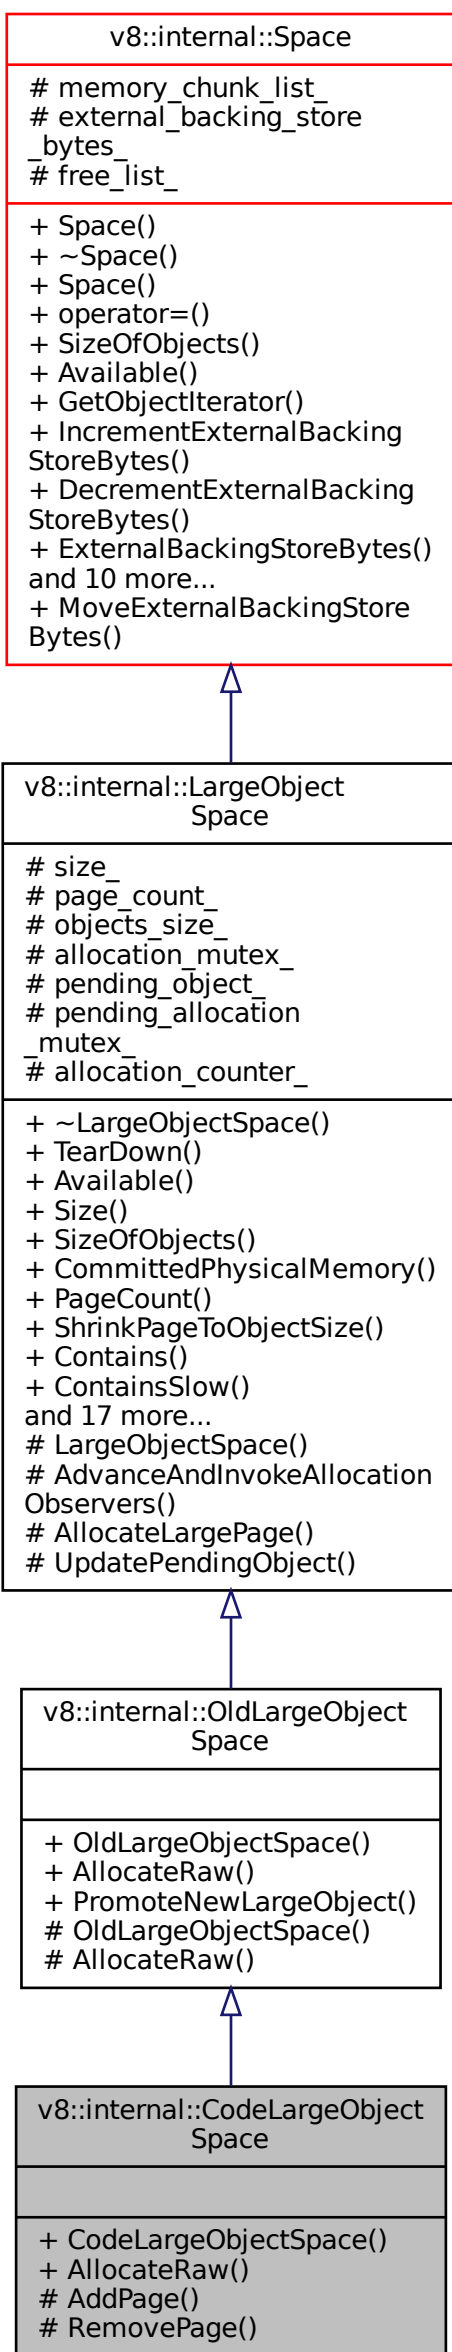 v8::internal::Space
# memory_chunk_list_
# external_backing_store
_bytes_
# free_list_
+ Space()
+ ~Space()
+ Space()
+ operator=()
+ SizeOfObjects()
+ Available()
+ GetObjectIterator()
+ IncrementExternalBacking
StoreBytes()
+ DecrementExternalBacking
StoreBytes()
+ ExternalBackingStoreBytes()
and 10 more...
+ MoveExternalBackingStore
Bytes()
v8::internal::LargeObject
Space
# size_
# page_count_
# objects_size_
# allocation_mutex_
# pending_object_
# pending_allocation
_mutex_
# allocation_counter_
+ ~LargeObjectSpace()
+ TearDown()
+ Available()
+ Size()
+ SizeOfObjects()
+ CommittedPhysicalMemory()
+ PageCount()
+ ShrinkPageToObjectSize()
+ Contains()
+ ContainsSlow()
and 17 more...
# LargeObjectSpace()
# AdvanceAndInvokeAllocation
Observers()
# AllocateLargePage()
# UpdatePendingObject()
v8::internal::OldLargeObject
Space
+ OldLargeObjectSpace()
+ AllocateRaw()
+ PromoteNewLargeObject()
# OldLargeObjectSpace()
# AllocateRaw()
v8::internal::CodeLargeObject
Space
+ CodeLargeObjectSpace()
+ AllocateRaw()
# AddPage()
# RemovePage()